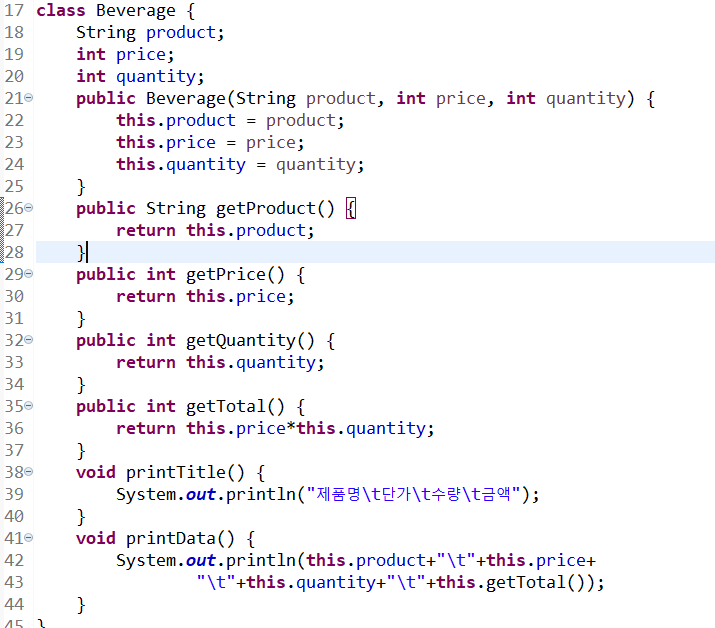 17 class Beverage {
18 String product;
19 int price;
20 int quantity;
21 public Beverage(String product, int price, int quantity) {
22 this.product = product;
23 this.price = price;
24 this.quantity = quantity;
25 }
26 public String getProduct() {
27 return this.product;
28 }
29 public int getPrice() {
30 return this.price;
31 }
32 public int getQuantity() {
33 return this.quantity;
34 }
35 public int getTotal() {
36 return this.price*this.quantity;
37 }
38 void printTitle() {
39 System.out.println("제품명\t단가\t수량\t금액");
40 }
41 void printData() {
42 System.out.println(this.product+"\t"+this.price+
43 "\t"+this.quantity+"\t"+this.getTotal());
44 }
45 }